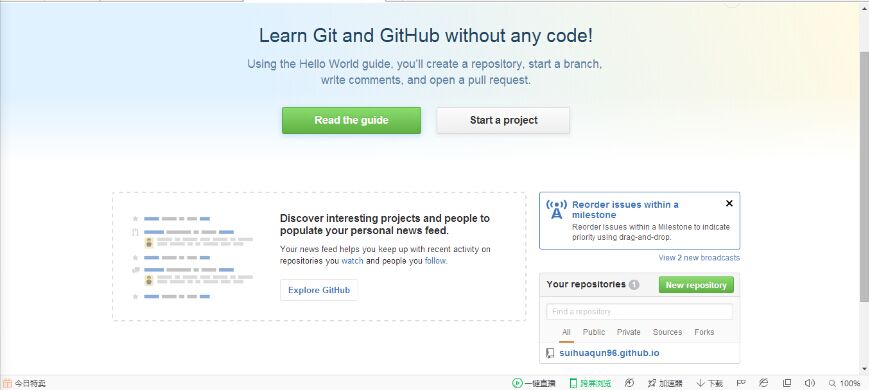 Learn Git and GitHub without any code!
Using the Hello World guide, you'll create a repository, start a branch,
write comments, and open a pull request.
Read the guide
Start a project
Discover interesting projects and people to
populate your personal news feed.
Your news feed helps you keep up with recent activity on
repositories you watch and people you follow.
Explore GitHub
Reorder issues within a
milestone
Reorder Issues within a Milestone to indicate
priority using drag-and-drop.
View 2 new broadcasts
Your repositories 1
New repository
Find a repository
All Public Private Sources Forks
suihuaqun96.github.io
今日特卖 一键直播 跨屏浏览 加速器 下载 100%